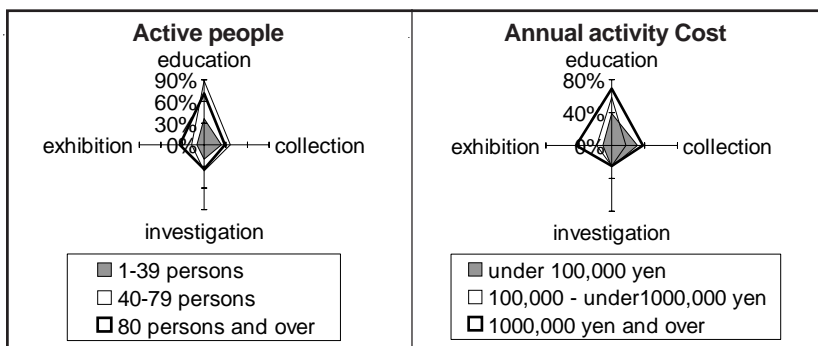 Active people
education
90%
60%
30%
0%
exhibition
collection
investigation
1-39 persons
40-79 persons
80 persons and over
Annual activity Cost
education
80%
40%
0%
exhibition
collection
investigation
under 100,000 yen
100,000 - under1000,000 yen
1000,000 yen and over